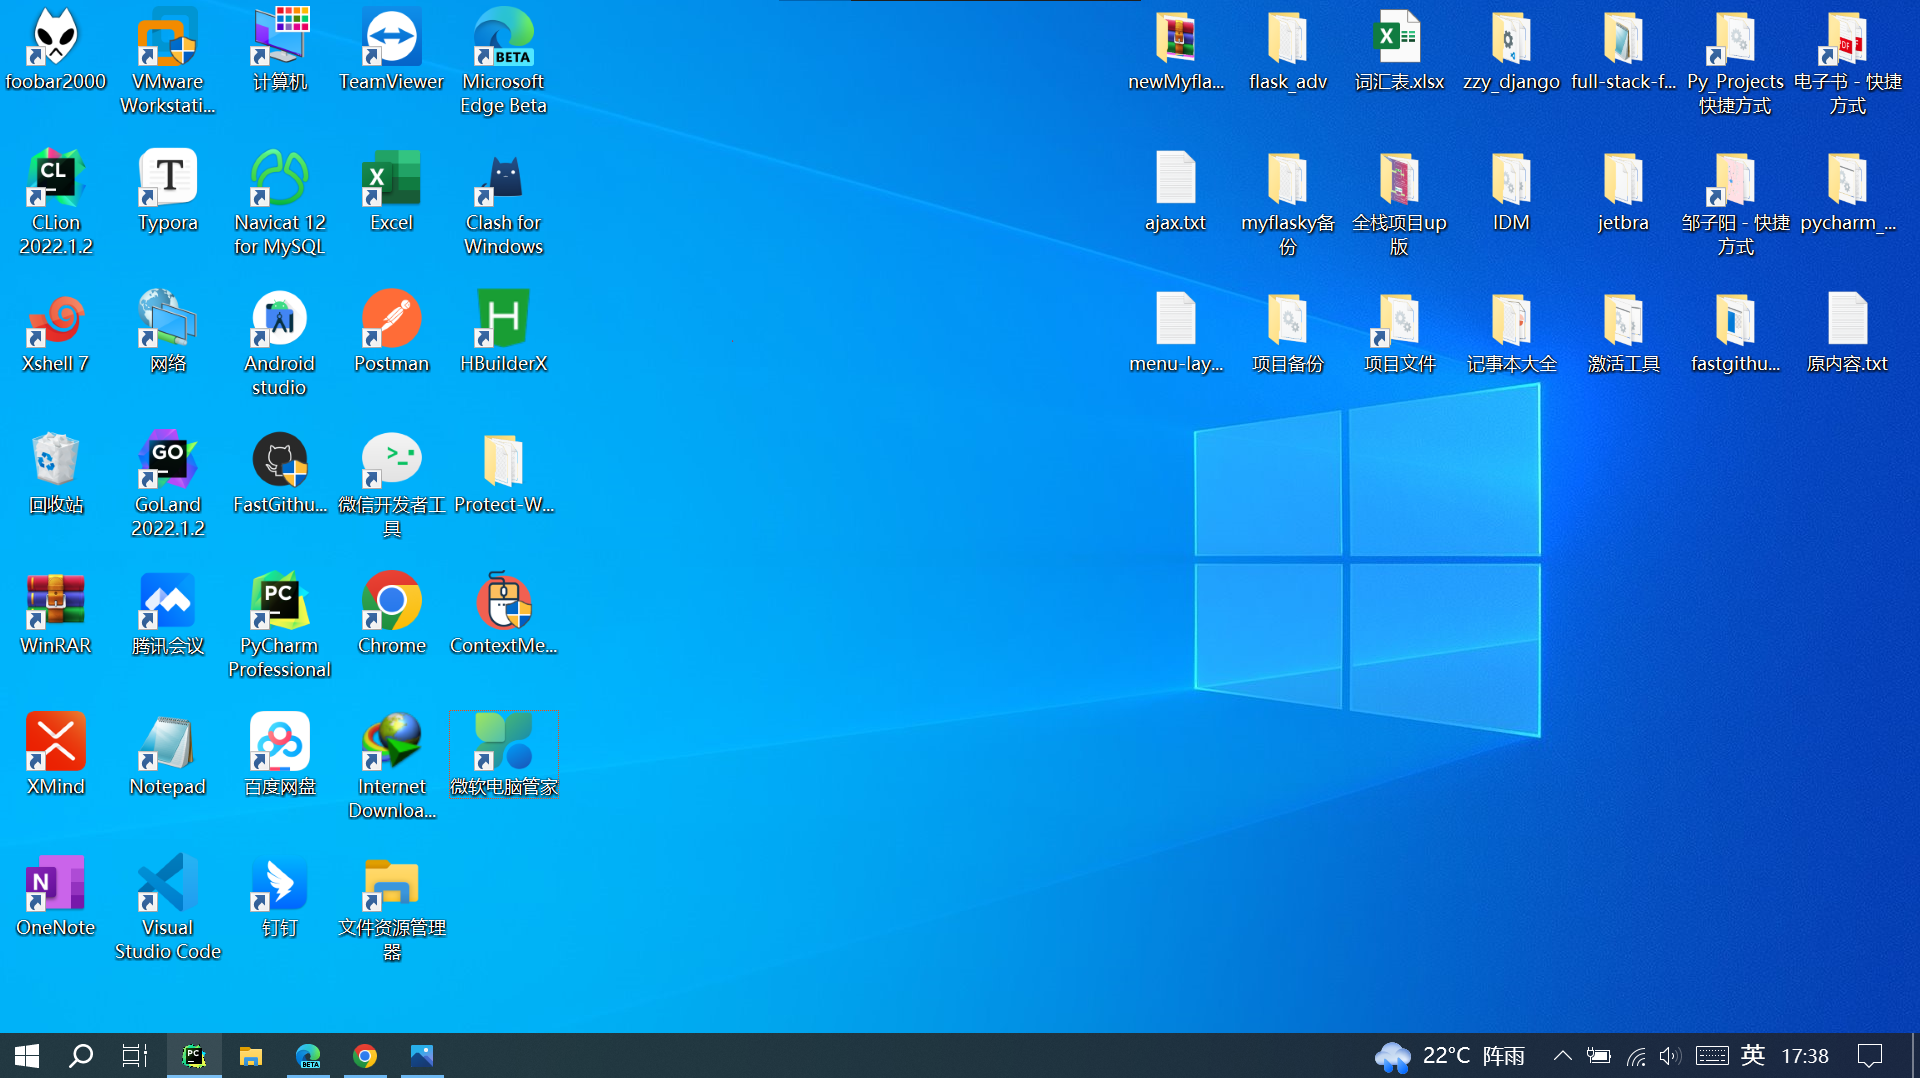 foobar2000
VMware
Workstati...
计算机
TeamViewer
BETA
Microsoft
Edge Beta
newMyfla...
flask_adv
词汇表.xlsx
zzy_django
full-stack-f...
Py_Projects
快捷方式
PDF
电子书 - 快捷
方式
CL
CLion
2022.1.2
T
Typora
Navicat 12
for MySQL
X
Excel
Clash for
Windows
ajax.txt
myflasky备
份
全栈项目up
版
IDM
jetbra
邹子阳 - 快捷
方式
pycharm_...
Xshell 7
网络
Android
studio
Postman
H
HBuilderX
menu-lay...
项目备份
项目文件
记事本大全
激活工具
fastgithu...
原内容.txt
回收站
GO
GoLand
2022.1.2
FastGithu...
微信开发者工
具
Protect-W...
WinRAR
腾讯会议
PC
PyCharm
Professional
Chrome
ContextMe...
XMind
Notepad
百度网盘
Internet
Downloa...
微软电脑管家
N
OneNote
Visual
Studio Code
钉钉
文件资源管理
器
PC
BETA
22°C 阵雨
英
17:38